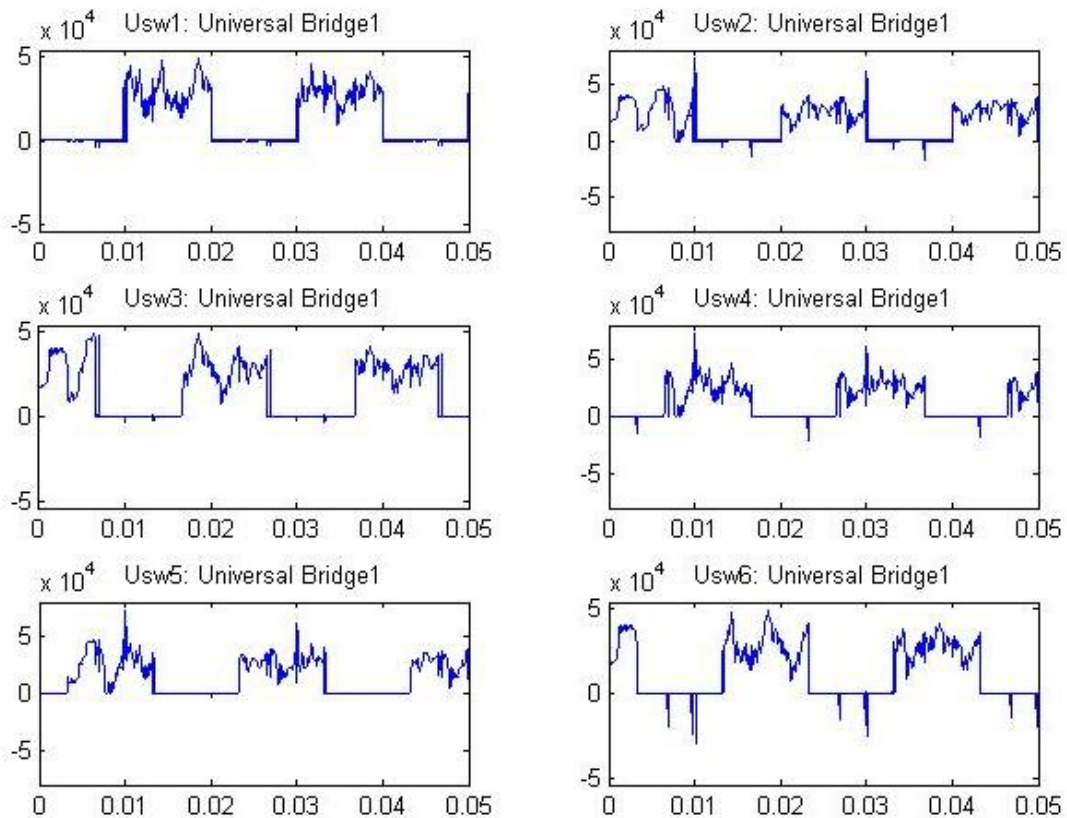 x 10^4 Usw1: Universal Bridge1
5
0
-5
0 0.01 0.02 0.03 0.04 0.05
x 10^4 Usw2: Universal Bridge1
5
0
-5
0 0.01 0.02 0.03 0.04 0.05
x 10^4 Usw3: Universal Bridge1
5
0
-5
0 0.01 0.02 0.03 0.04 0.05
x 10^4 Usw4: Universal Bridge1
5
0
-5
0 0.01 0.02 0.03 0.04 0.05
x 10^4 Usw5: Universal Bridge1
5
0
-5
0 0.01 0.02 0.03 0.04 0.05
x 10^4 Usw6: Universal Bridge1
5
0
-5
0 0.01 0.02 0.03 0.04 0.05